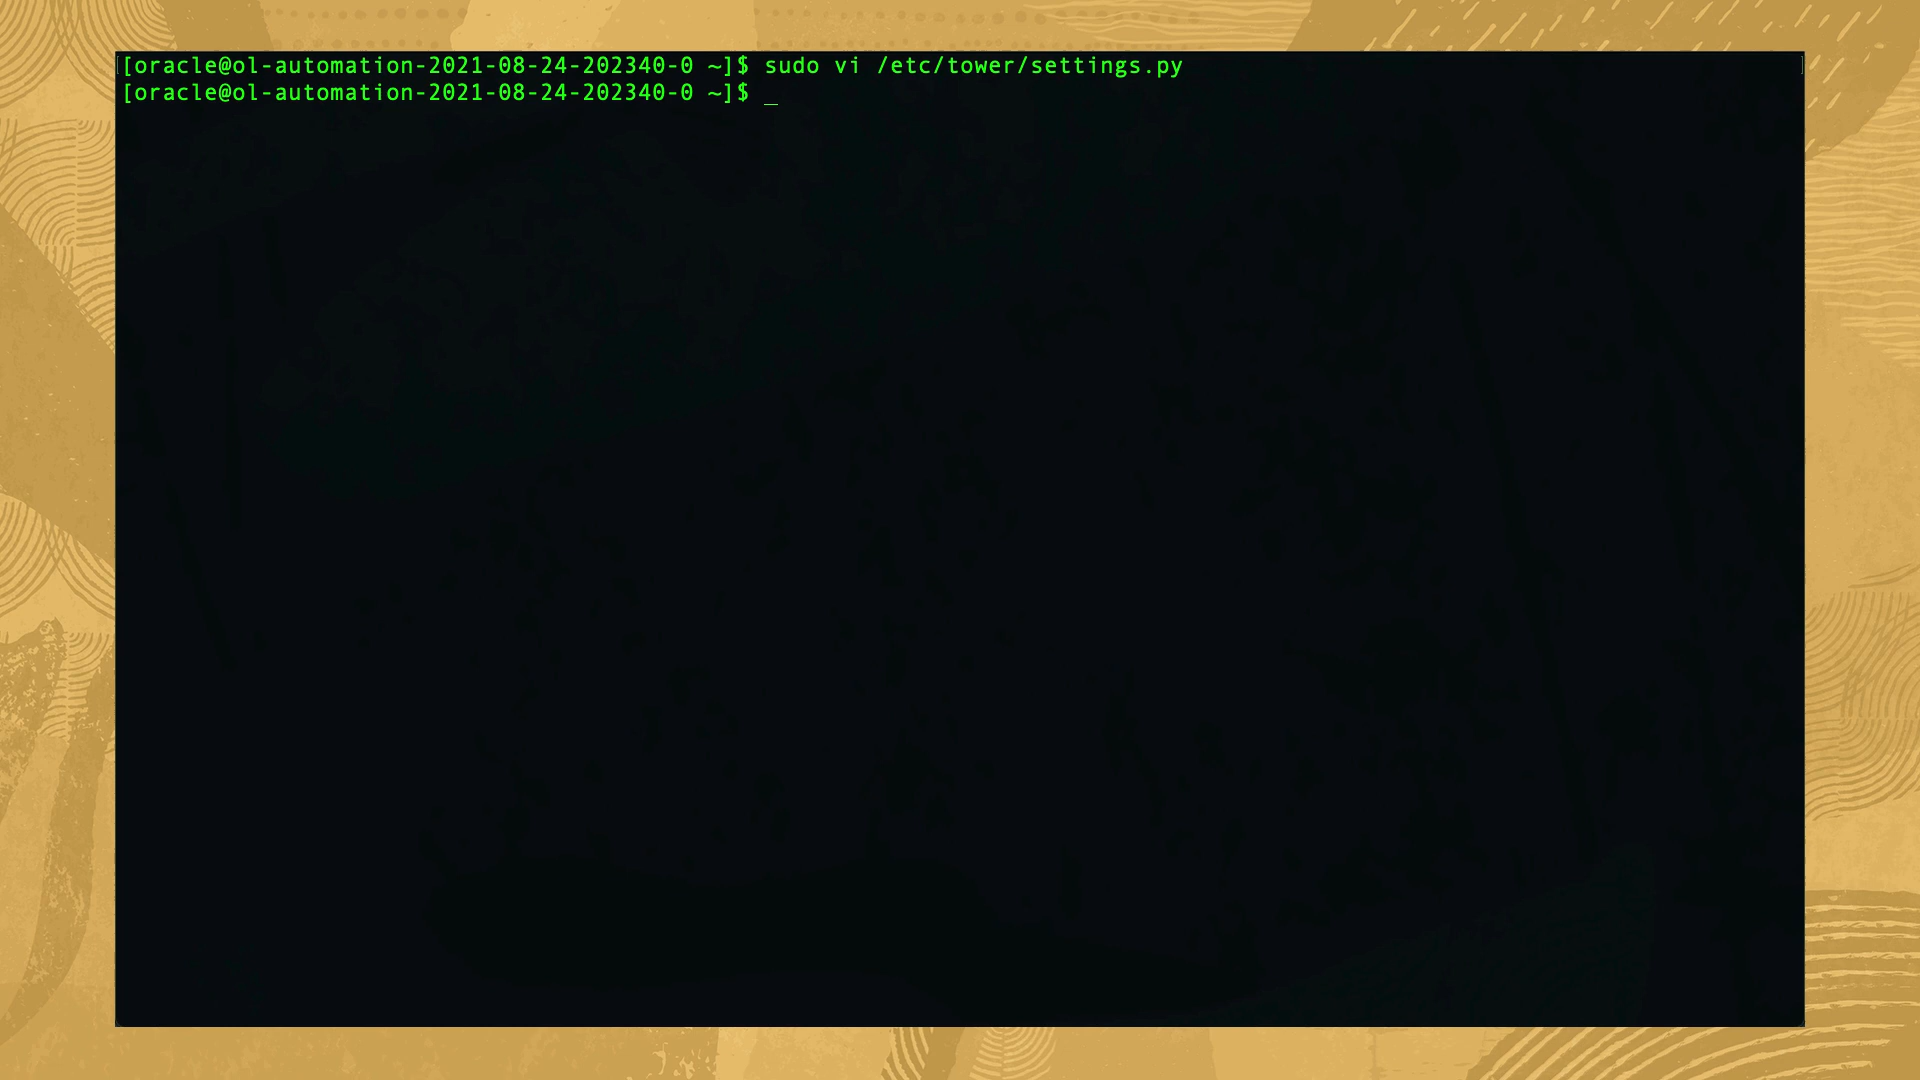 [oracle@ol-automation-2021-08-24-202340-0 ~]$ sudo vi /etc/tower/settings.py
[oracle@ol-automation-2021-08-24-202340-0 ~]$ _